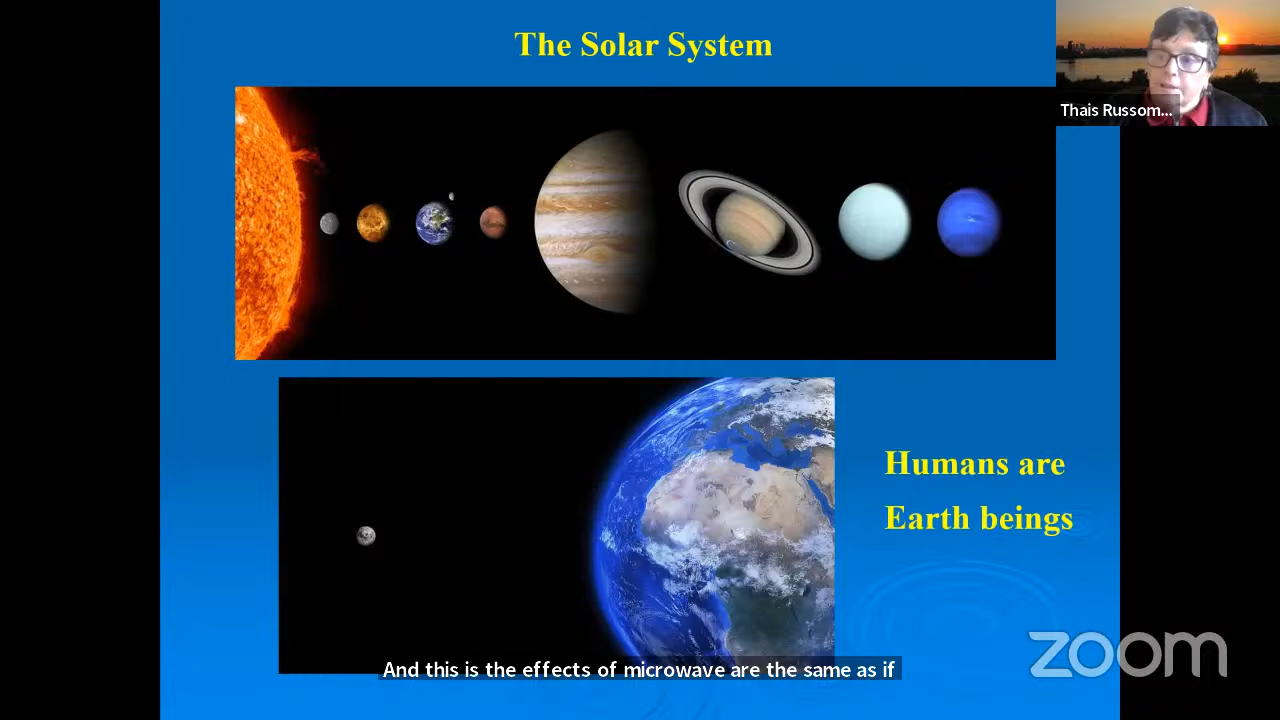 The Solar System
Thais Russom...
Humans are
Earth beings
zoom
And this is the effects of microwave are the same as if